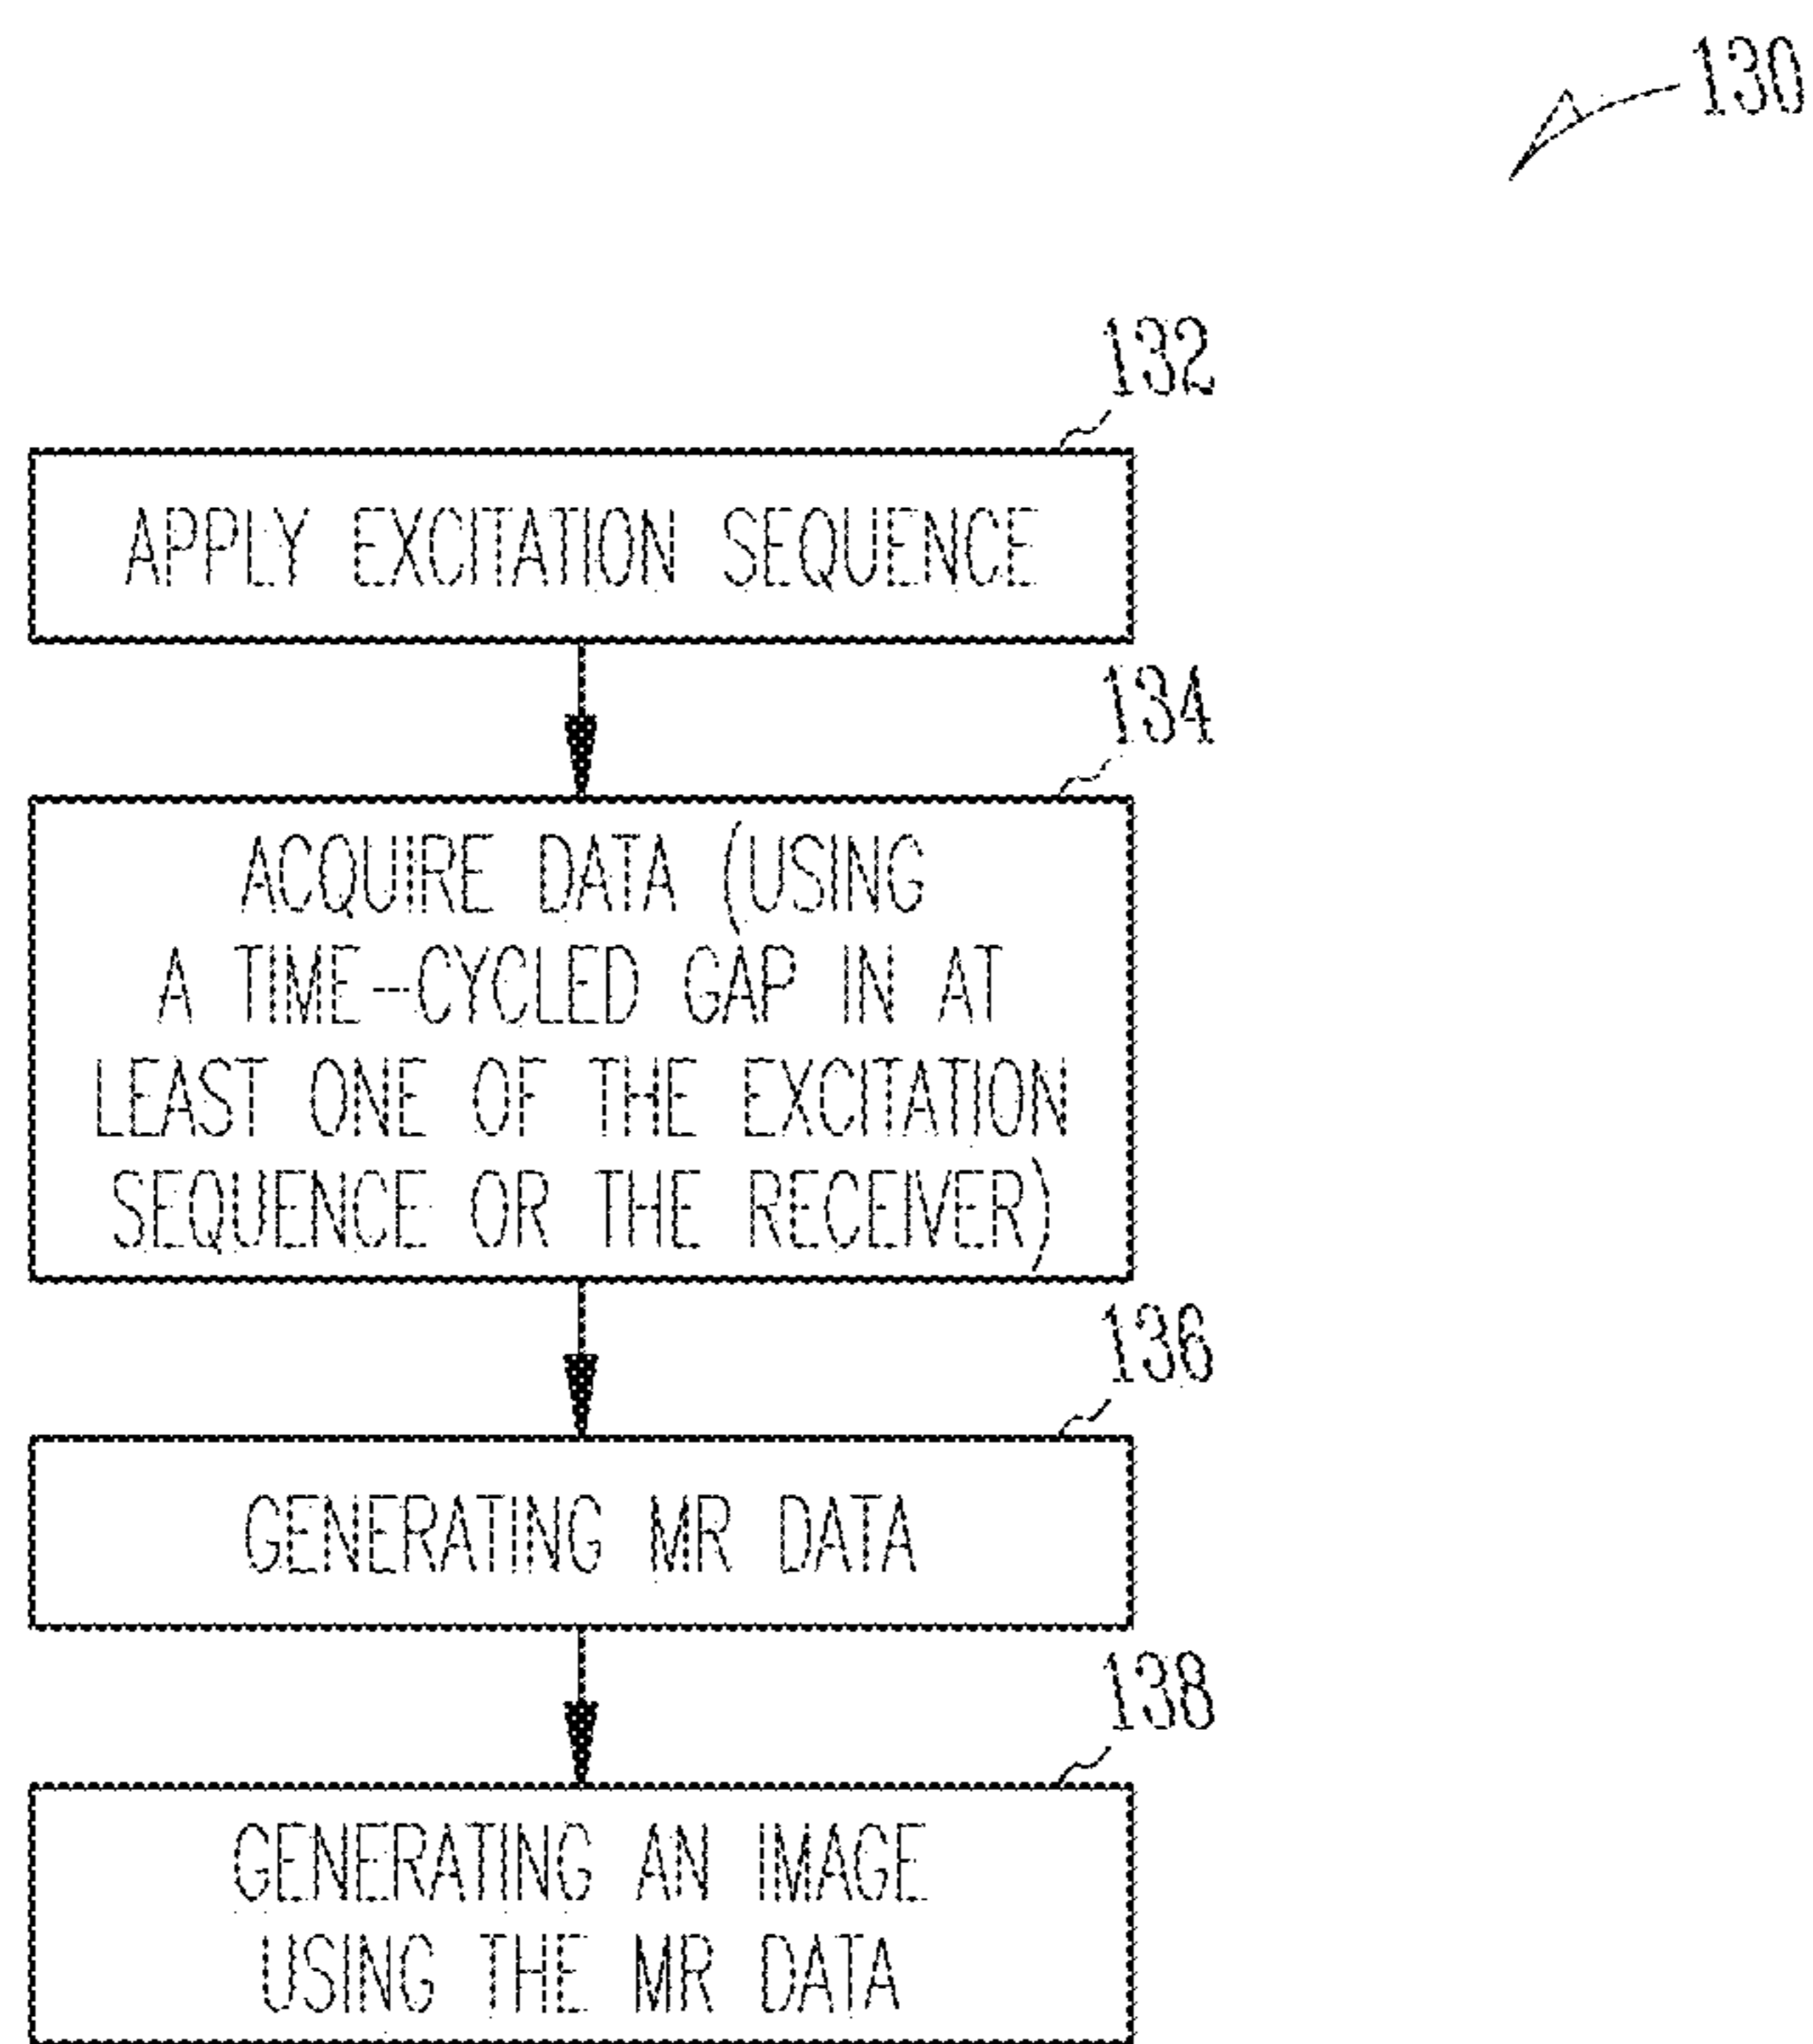 130
132
APPLY EXCITATION SEQUENCE
134
ACQUIRE DATA (USING
A TIME-CYCLED GAP IN AT
LEAST ONE OF THE EXCITATION
SEQUENCE OR THE RECEIVER)
136
GENERATING MR DATA
138
GENERATING AN IMAGE
USING THE MR DATA